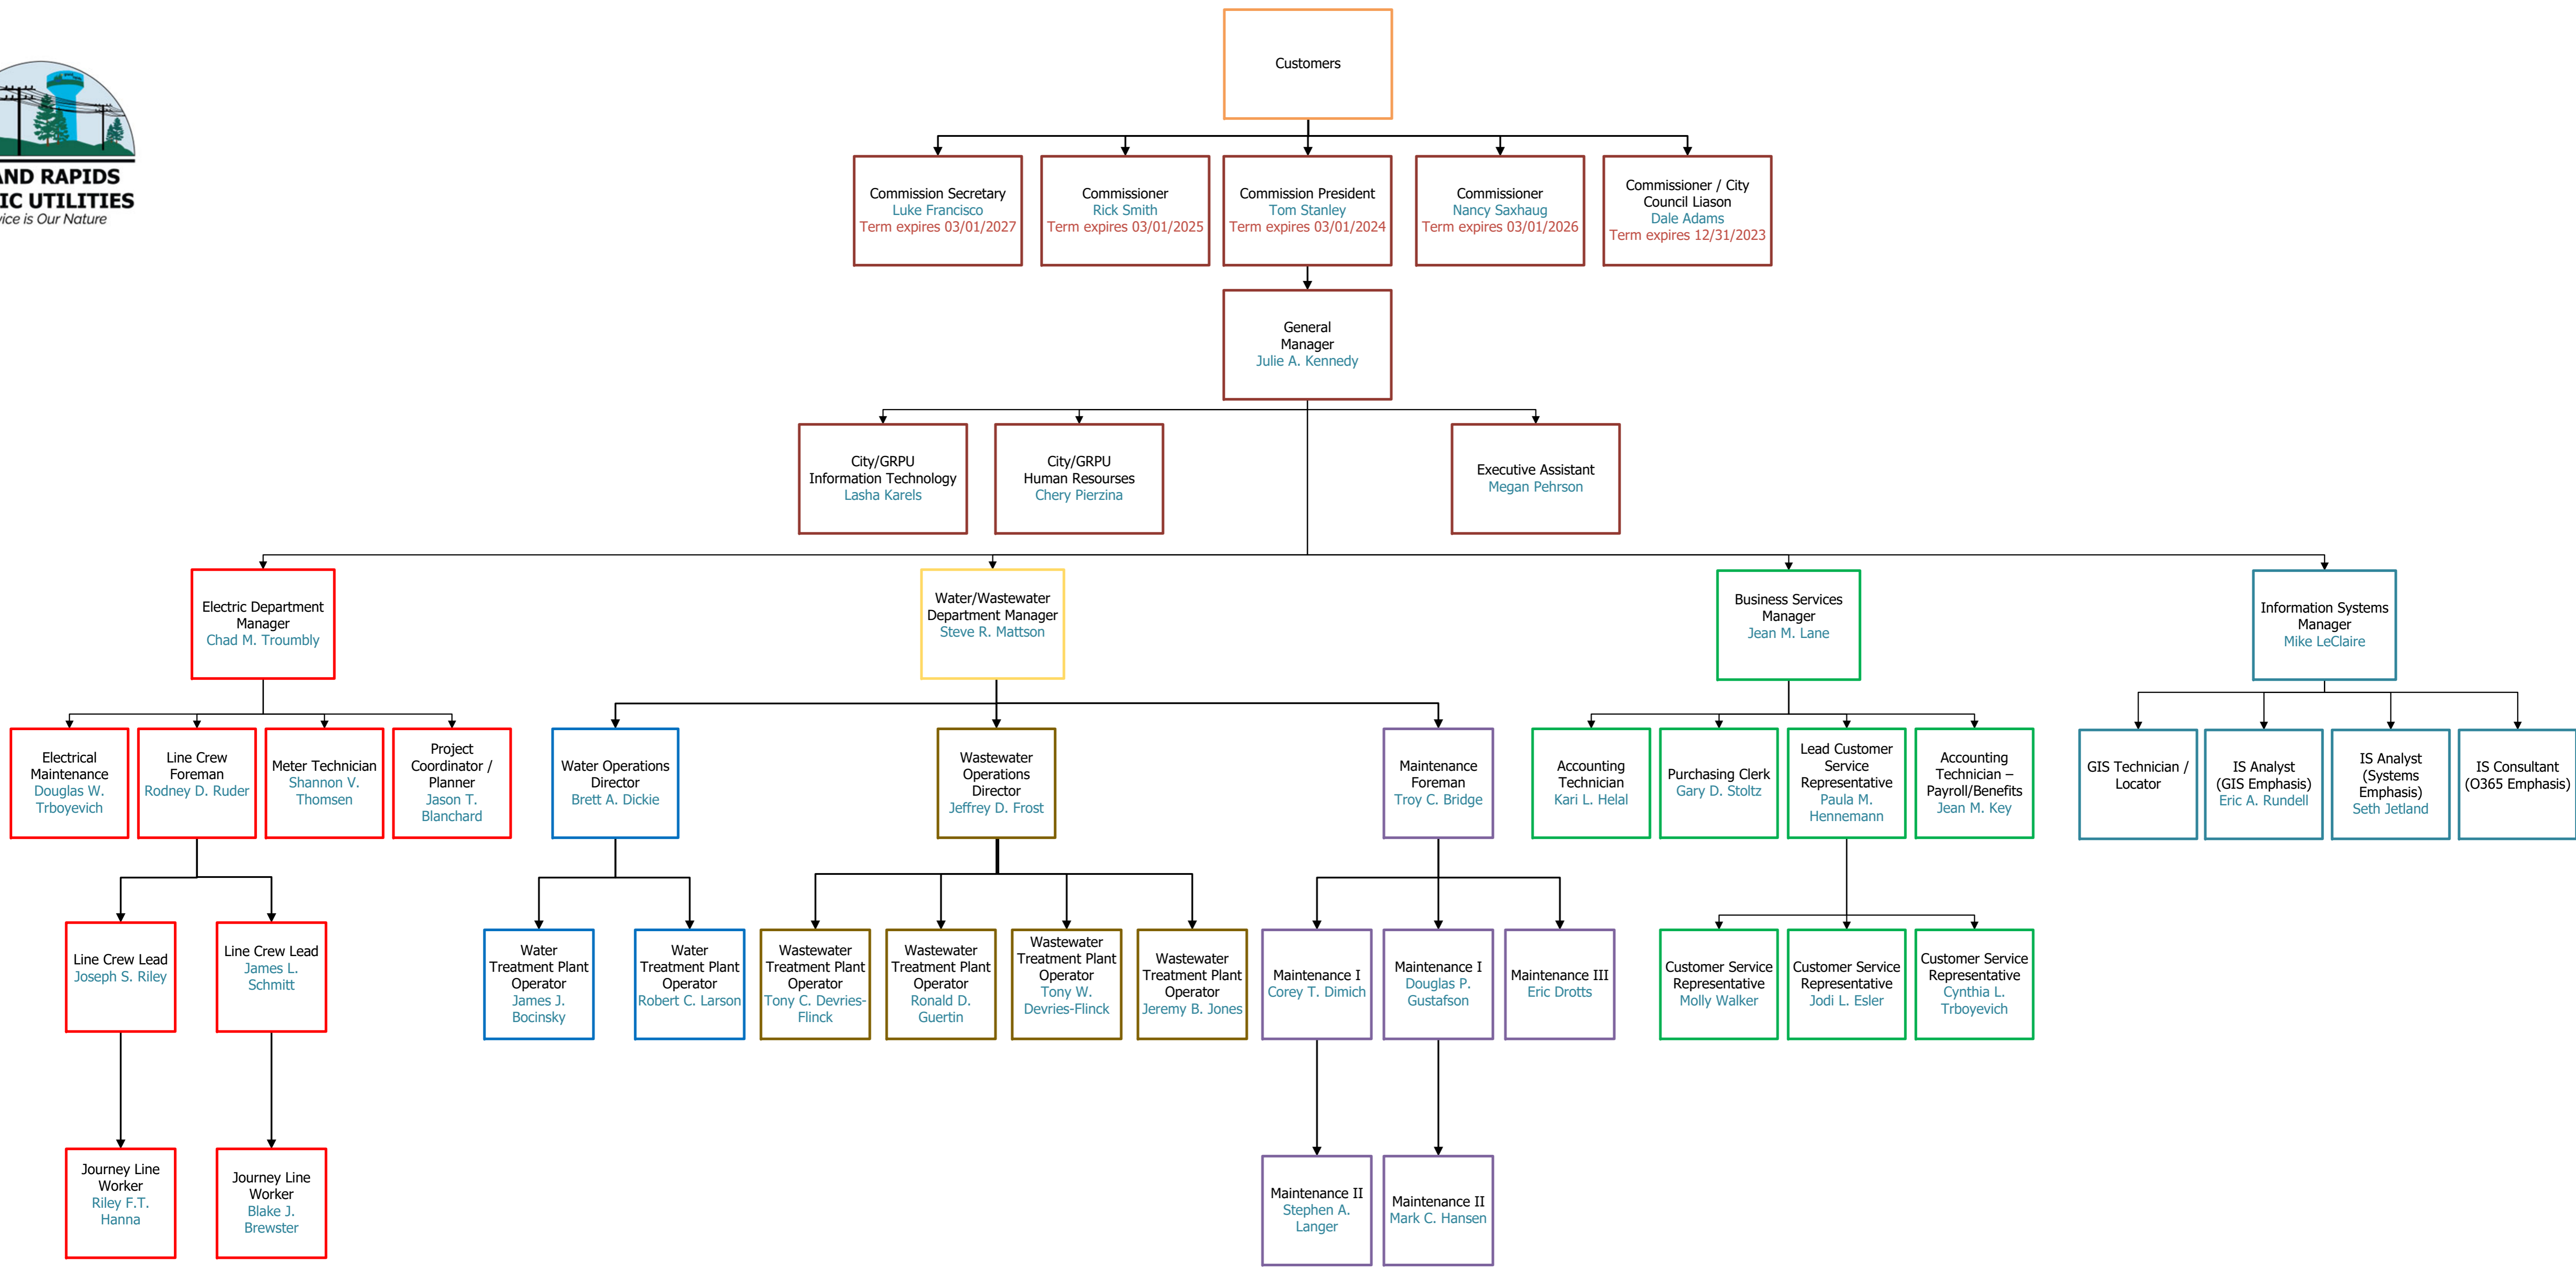 Customers
AND RAPIDS
IC UTILITIES
vice is Our Nature
Commission Secretary
Luke Francisco
Term expires 03/01/2027
Commissioner
Rick Smith
Term expires 03/01/2025
Commission President
Tom Stanley
Term expires 03/01/2024
Commissioner
Nancy Saxhaug
Term expires 03/01/2026
Commissioner / City
Council Liason
Dale Adams
Term expires 12/31/2023
General
Manager
Julie A. Kennedy
City/GRPU
Information Technology
Lasha Karels
City/GRPU
Human Resourses
Chery Pierzina
Executive Assistant
Megan Pehrson
Electric Department
Manager
Chad M. Troumbly
Water/Wastewater
Department Manager
Steve R. Mattson
Business Services
Manager
Jean M. Lane
Information Systems
Manager
Mike LeClaire
Electrical
Maintenance
Douglas W.
Trboyevich
Line Crew
Foreman
Rodney D. Ruder
Meter Technician
Shannon V.
Thomsen
Project
Coordinator /
Planner
Jason T.
Blanchard
Water Operations
Director
Brett A. Dickie
Wastewater
Operations
Director
Jeffrey D. Frost
Maintenance
Foreman
Troy C. Bridge
Accounting
Technician
Kari L. Helal
Purchasing Clerk
Gary D. Stoltz
Lead Customer
Service
Representative
Paula M.
Hennemann
Accounting
Technician –
Payroll/Benefits
Jean M. Key
GIS Technician /
Locator
IS Analyst
(GIS Emphasis)
Eric A. Rundell
IS Analyst
(Systems
Emphasis)
Seth Jetland
IS Consultant
(O365 Emphasis)
Line Crew Lead
Joseph S. Riley
Line Crew Lead
James L.
Schmitt
Water
Treatment Plant
Operator
James J.
Bocinsky
Water
Treatment Plant
Operator
Robert C. Larson
Wastewater
Treatment Plant
Operator
Tony C. Devries-
Flinck
Wastewater
Treatment Plant
Operator
Ronald D.
Guertin
Wastewater
Treatment Plant
Operator
Tony W.
Devries-Flinck
Wastewater
Treatment Plant
Operator
Jeremy B. Jones
Maintenance I
Corey T. Dimich
Maintenance I
Douglas P.
Gustafson
Maintenance III
Eric Drotts
Customer Service
Representative
Molly Walker
Customer Service
Representative
Jodi L. Esler
Customer Service
Representative
Cynthia L.
Trboyevich
Journey Line
Worker
Riley F.T.
Hanna
Journey Line
Worker
Blake J.
Brewster
Maintenance II
Stephen A.
Langer
Maintenance II
Mark C. Hansen